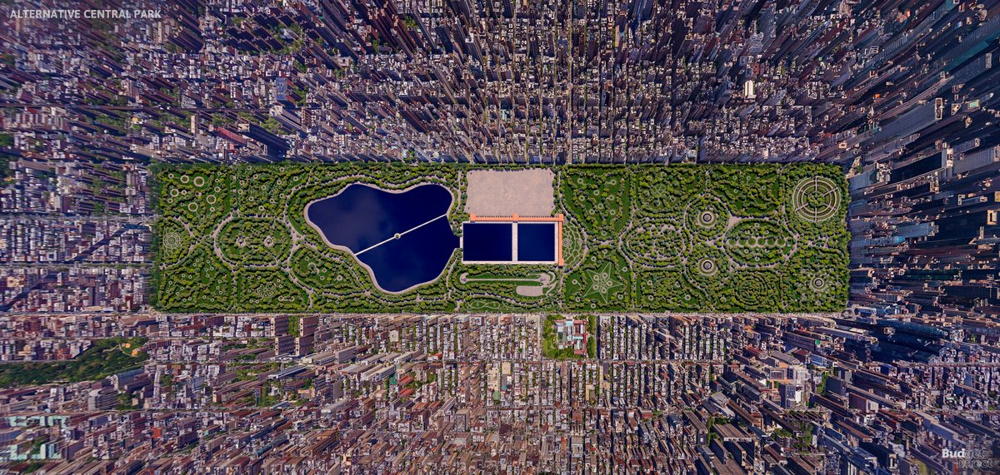 ALTERNATIVE CENTRAL PARK
Budget
Direct